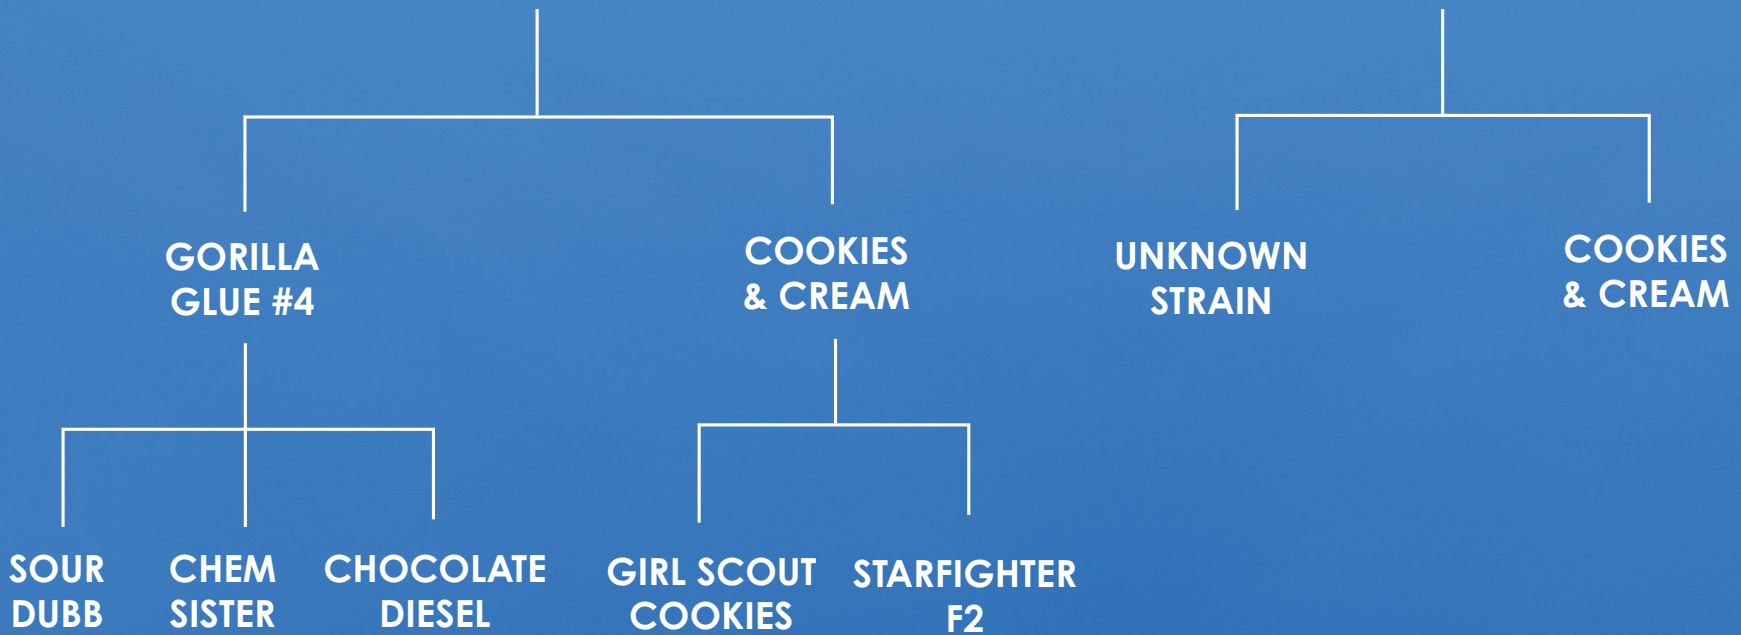 GORILLA
GLUE #4
COOKIES
& CREAM
UNKNOWN
STRAIN
COOKIES
& CREAM
SOUR
DUBB
CHEM
SISTER
CHOCOLATE
DIESEL
GIRL SCOUT
COOKIES
STARFIGHTER
F2